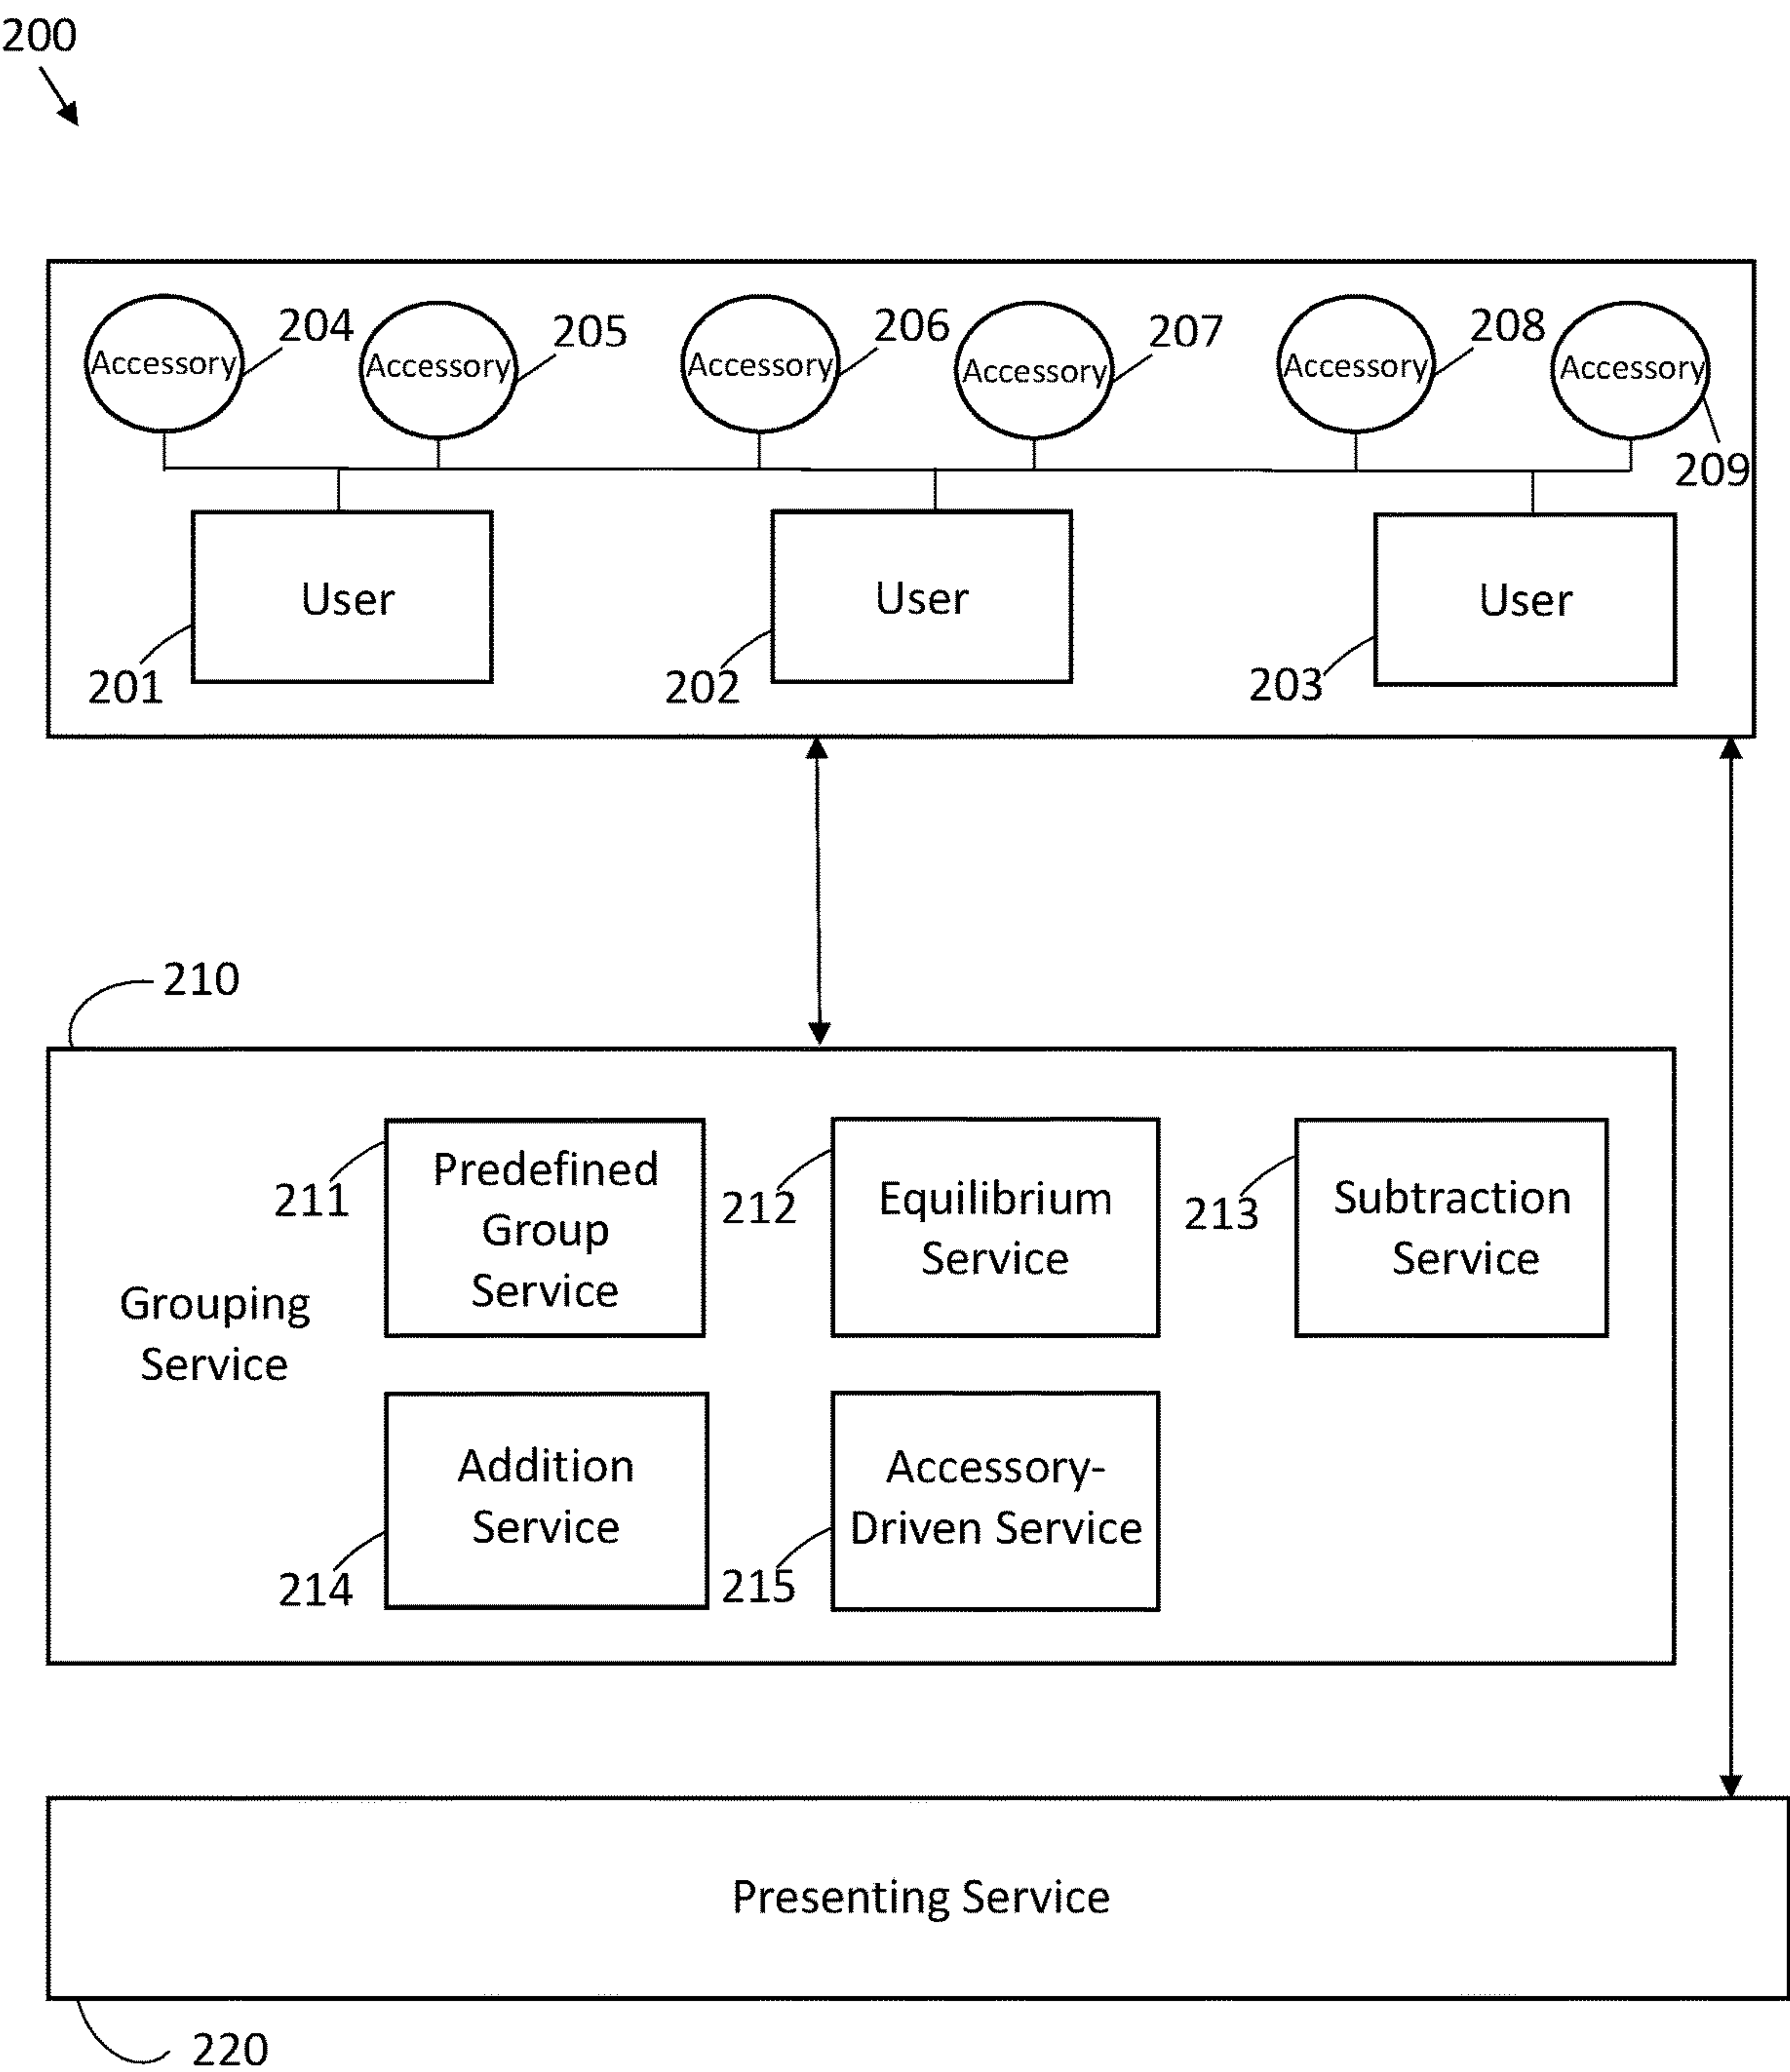 200
Accessory
204
Accessory
205
Accessory
206
Accessory
207
Accessory
208
Accessory
209
User
201
User
202
User
203
210
Grouping
Service
211
Predefined
Group
Service
212
Equilibrium
Service
213
Subtraction
Service
214
Addition
Service
215
Accessory-
Driven Service
Presenting Service
220